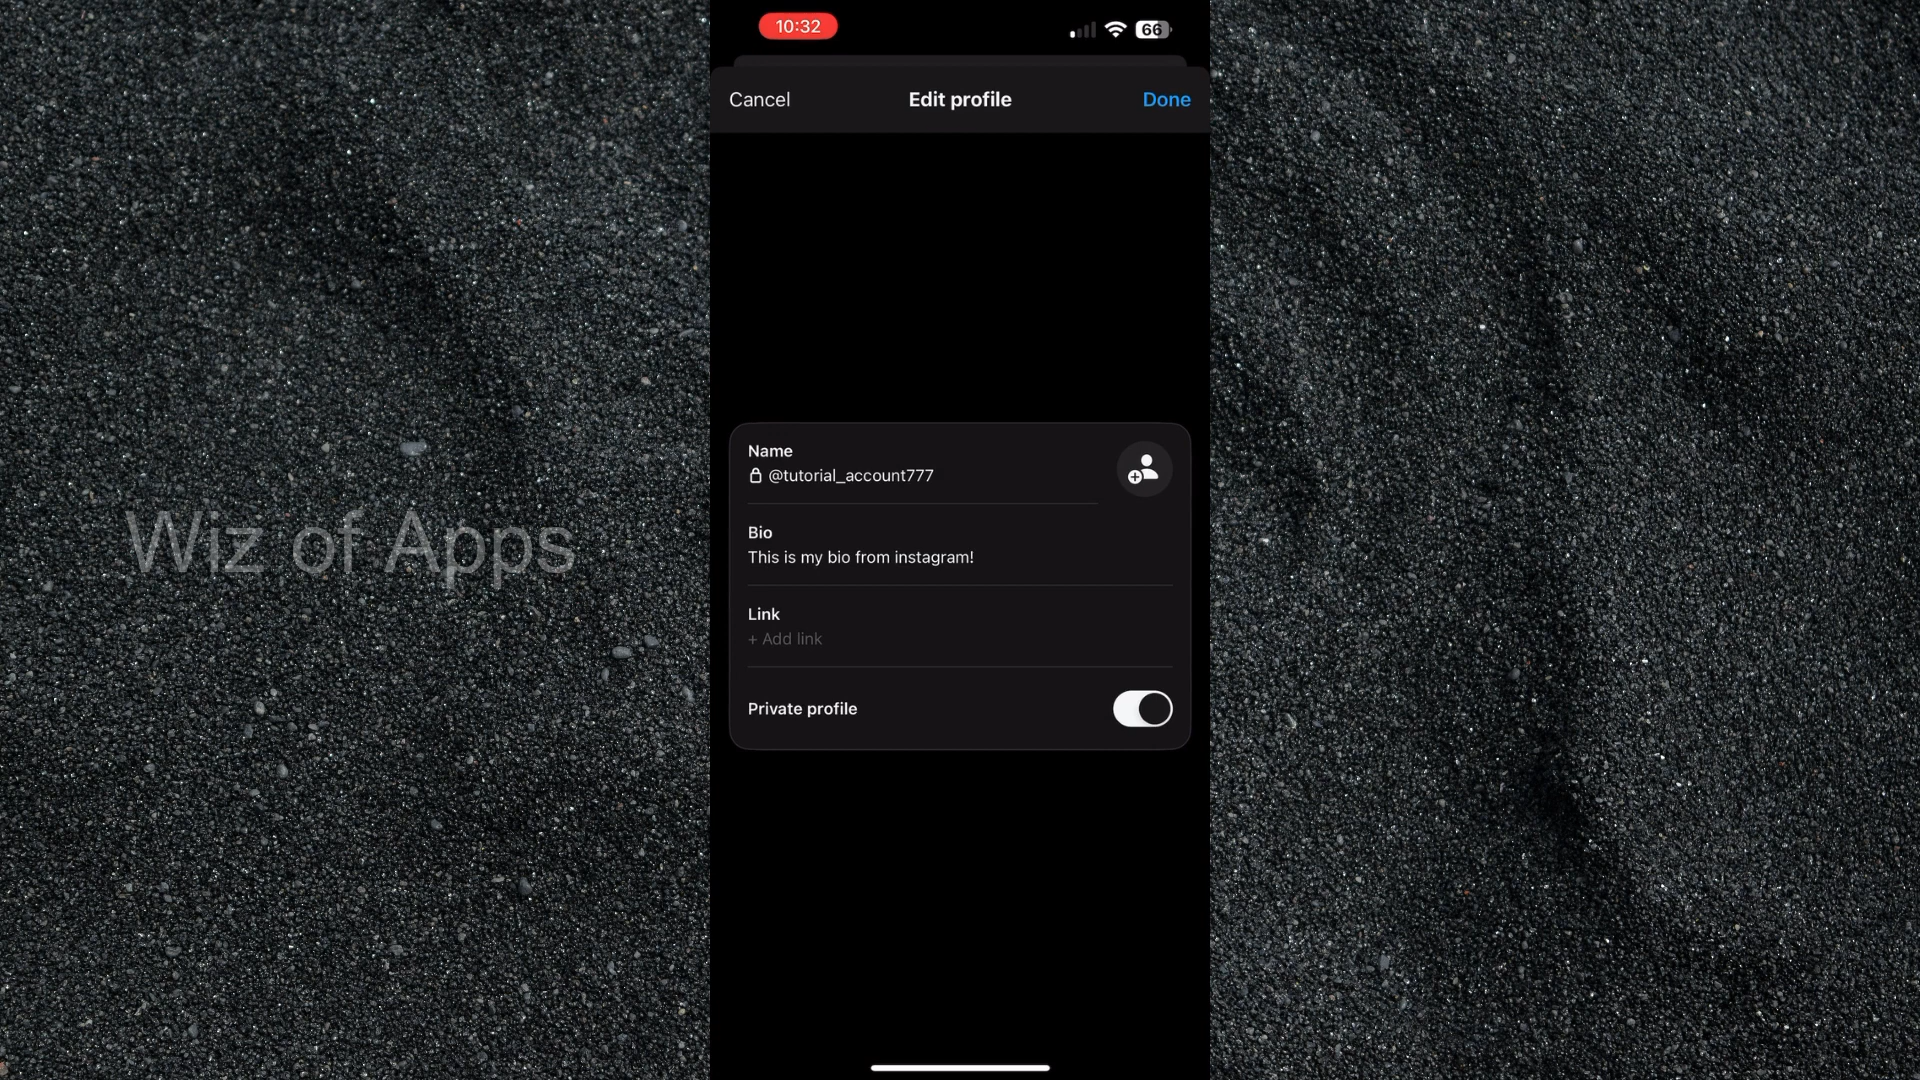 10:32
66
Cancel
Edit profile
Done
Name
@tutorial_account777
Bio
This is my bio from instagram!
Link
+ Add link
Private profile
Wiz of Apps